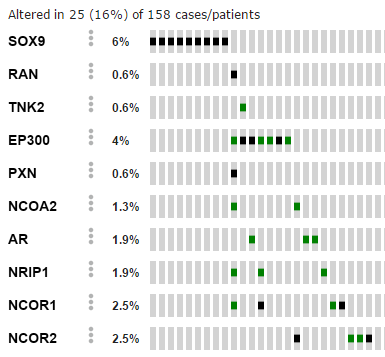 Altered in 25 (16%) of 158 cases/patients
SOX9 6%
RAN 0.6%
TNK2 0.6%
EP300 4%
PXN 0.6%
NCOA2 1.3%
AR 1.9%
NRIP1 1.9%
NCOR1 2.5%
NCOR2 2.5%